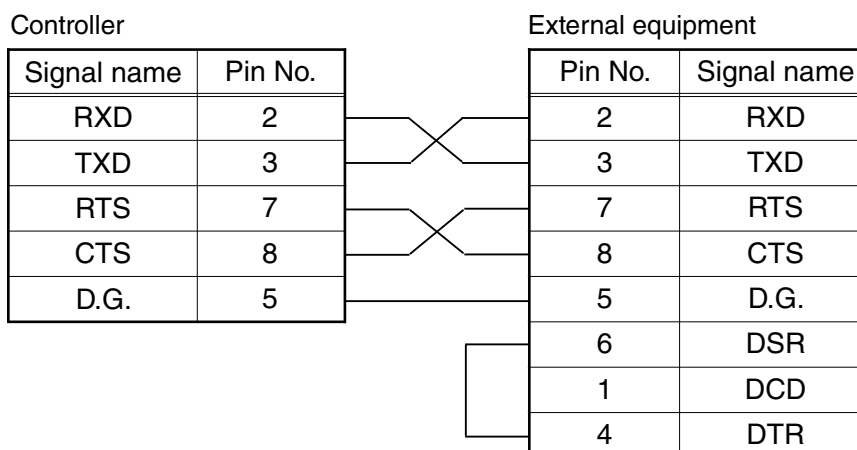 Controller External equipment
Signal name Pin No. Pin No. Signal name
RXD 2 2 RXD
TXD 3 3 TXD
RTS 7 7 RTS
CTS 8 8 CTS
D.G. 5 5 D.G.
6 DSR
1 DCD
4 DTR